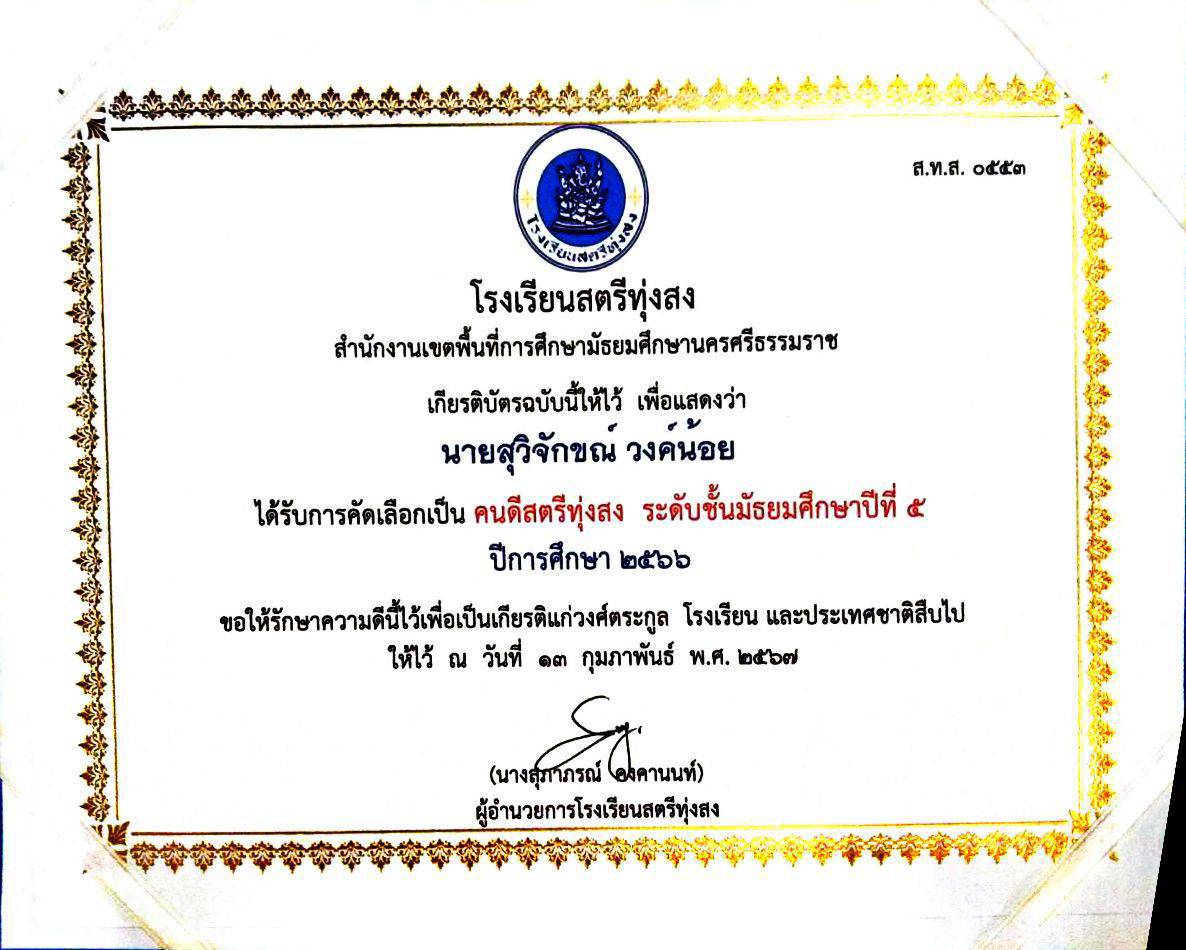 ส.ท.ส. ๐๕๕๓
โรงเรียนสตรีทุ่งสง
โรงเรียนสตรีทุ่งสง
สำนักงานเขตพื้นที่การศึกษามัธยมศึกษานครศรีธรรมราช
เกียรติบัตรฉบับนี้ให้ไว้ เพื่อแสดงว่า
นายสุวิจักขณ์ วงค์น้อย
ได้รับการคัดเลือกเป็น คนดีสตรีทุ่งสง ระดับชั้นมัธยมศึกษาปีที่ ๕
ปีการศึกษา ๒๕๖๖
ขอให้รักษาความดีนี้ไว้เพื่อเป็นเกียรติแก่วงศ์ตระกูล โรงเรียน และประเทศชาติสืบไป
ให้ไว้ ณ วันที่ ๑๓ กุมภาพันธ์ พ.ศ. ๒๕๖๗
(นางสุภาภรณ์ องคานนท์)
ผู้อำนวยการโรงเรียนสตรีทุ่งสง